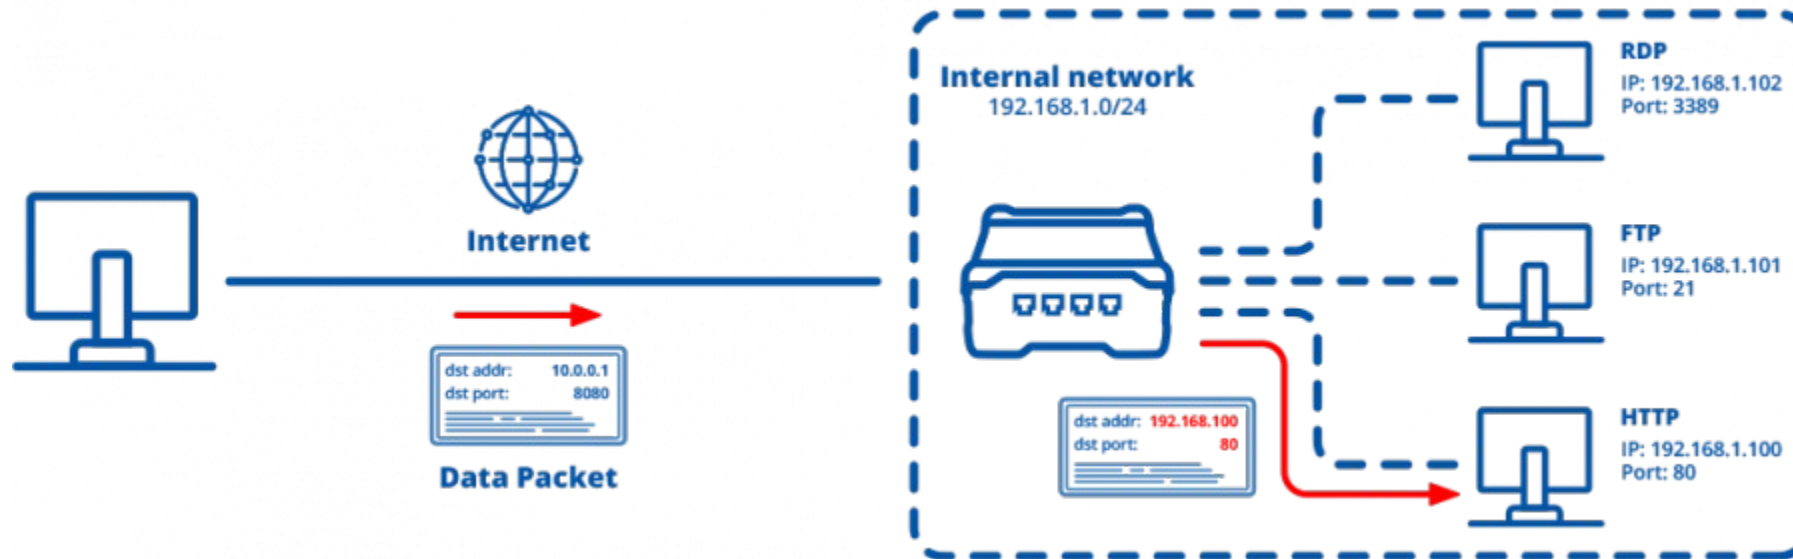 Internet
dst addr: 10.0.0.1
dst port: 8080
Data Packet
Internal network
192.168.1.0/24
dst addr: 192.168.100
dst port: 80
RDP
IP: 192.168.1.102
Port: 3389
FTP
IP: 192.168.1.101
Port: 21
HTTP
IP: 192.168.1.100
Port: 80